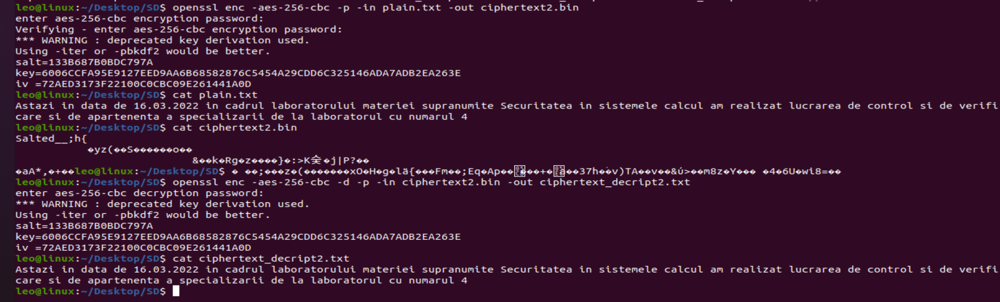 leo@linux:~/Desktop/SD$ openssl enc -aes-256-cbc -p -in plain.txt -out ciphertext2.bin
enter aes-256-cbc encryption password:
Verifying - enter aes-256-cbc encryption password:
*** WARNING : deprecated key derivation used.
Using -iter or -pbkdf2 would be better.
salt=133B687B0BDC797A
key=6006CCFA95E9127EED9AA6B68582876C5454A29CDD6C325146ADA7ADB2EA263E
iv =72AED3173F22100C0CBC09E261441A0D
leo@linux:~/Desktop/SD$ cat plain.txt
Astazi in data de 16.03.2022 in cadrul laboratorului materiei supranumite Securitatea in sistemele calcul am realizat lucrarea de control si de verifi
care si de apartenenta a specializarii de la laboratorul cu numarul 4
leo@linux:~/Desktop/SD$ cat ciphertext2.bin
Salted__;h{
�yz(��S������o��
&��k�Rg�z����}�:>K �j|P?��
�aA*,�+��leo@linux:~/Desktop/SD$ � ��;���z�(�������xO�H�g�lä{���Fm��;Eq�Ap�����+���37h��v)TA��v��&ú>��m8z�Y��� �4�6U�wi8=��
leo@linux:~/Desktop/SD$ openssl enc -aes-256-cbc -d -p -in ciphertext2.bin -out ciphertext_decript2.txt
enter aes-256-cbc decryption password:
*** WARNING : deprecated key derivation used.
Using -iter or -pbkdf2 would be better.
salt=133B687B0BDC797A
key=6006CCFA95E9127EED9AA6B68582876C5454A29CDD6C325146ADA7ADB2EA263E
iv =72AED3173F22100C0CBC09E261441A0D
leo@linux:~/Desktop/SD$ cat ciphertext_decript2.txt
Astazi in data de 16.03.2022 in cadrul laboratorului materiei supranumite Securitatea in sistemele calcul am realizat lucrarea de control si de verifi
care si de apartenenta a specializarii de la laboratorul cu numarul 4
leo@linux:~/Desktop/SD$